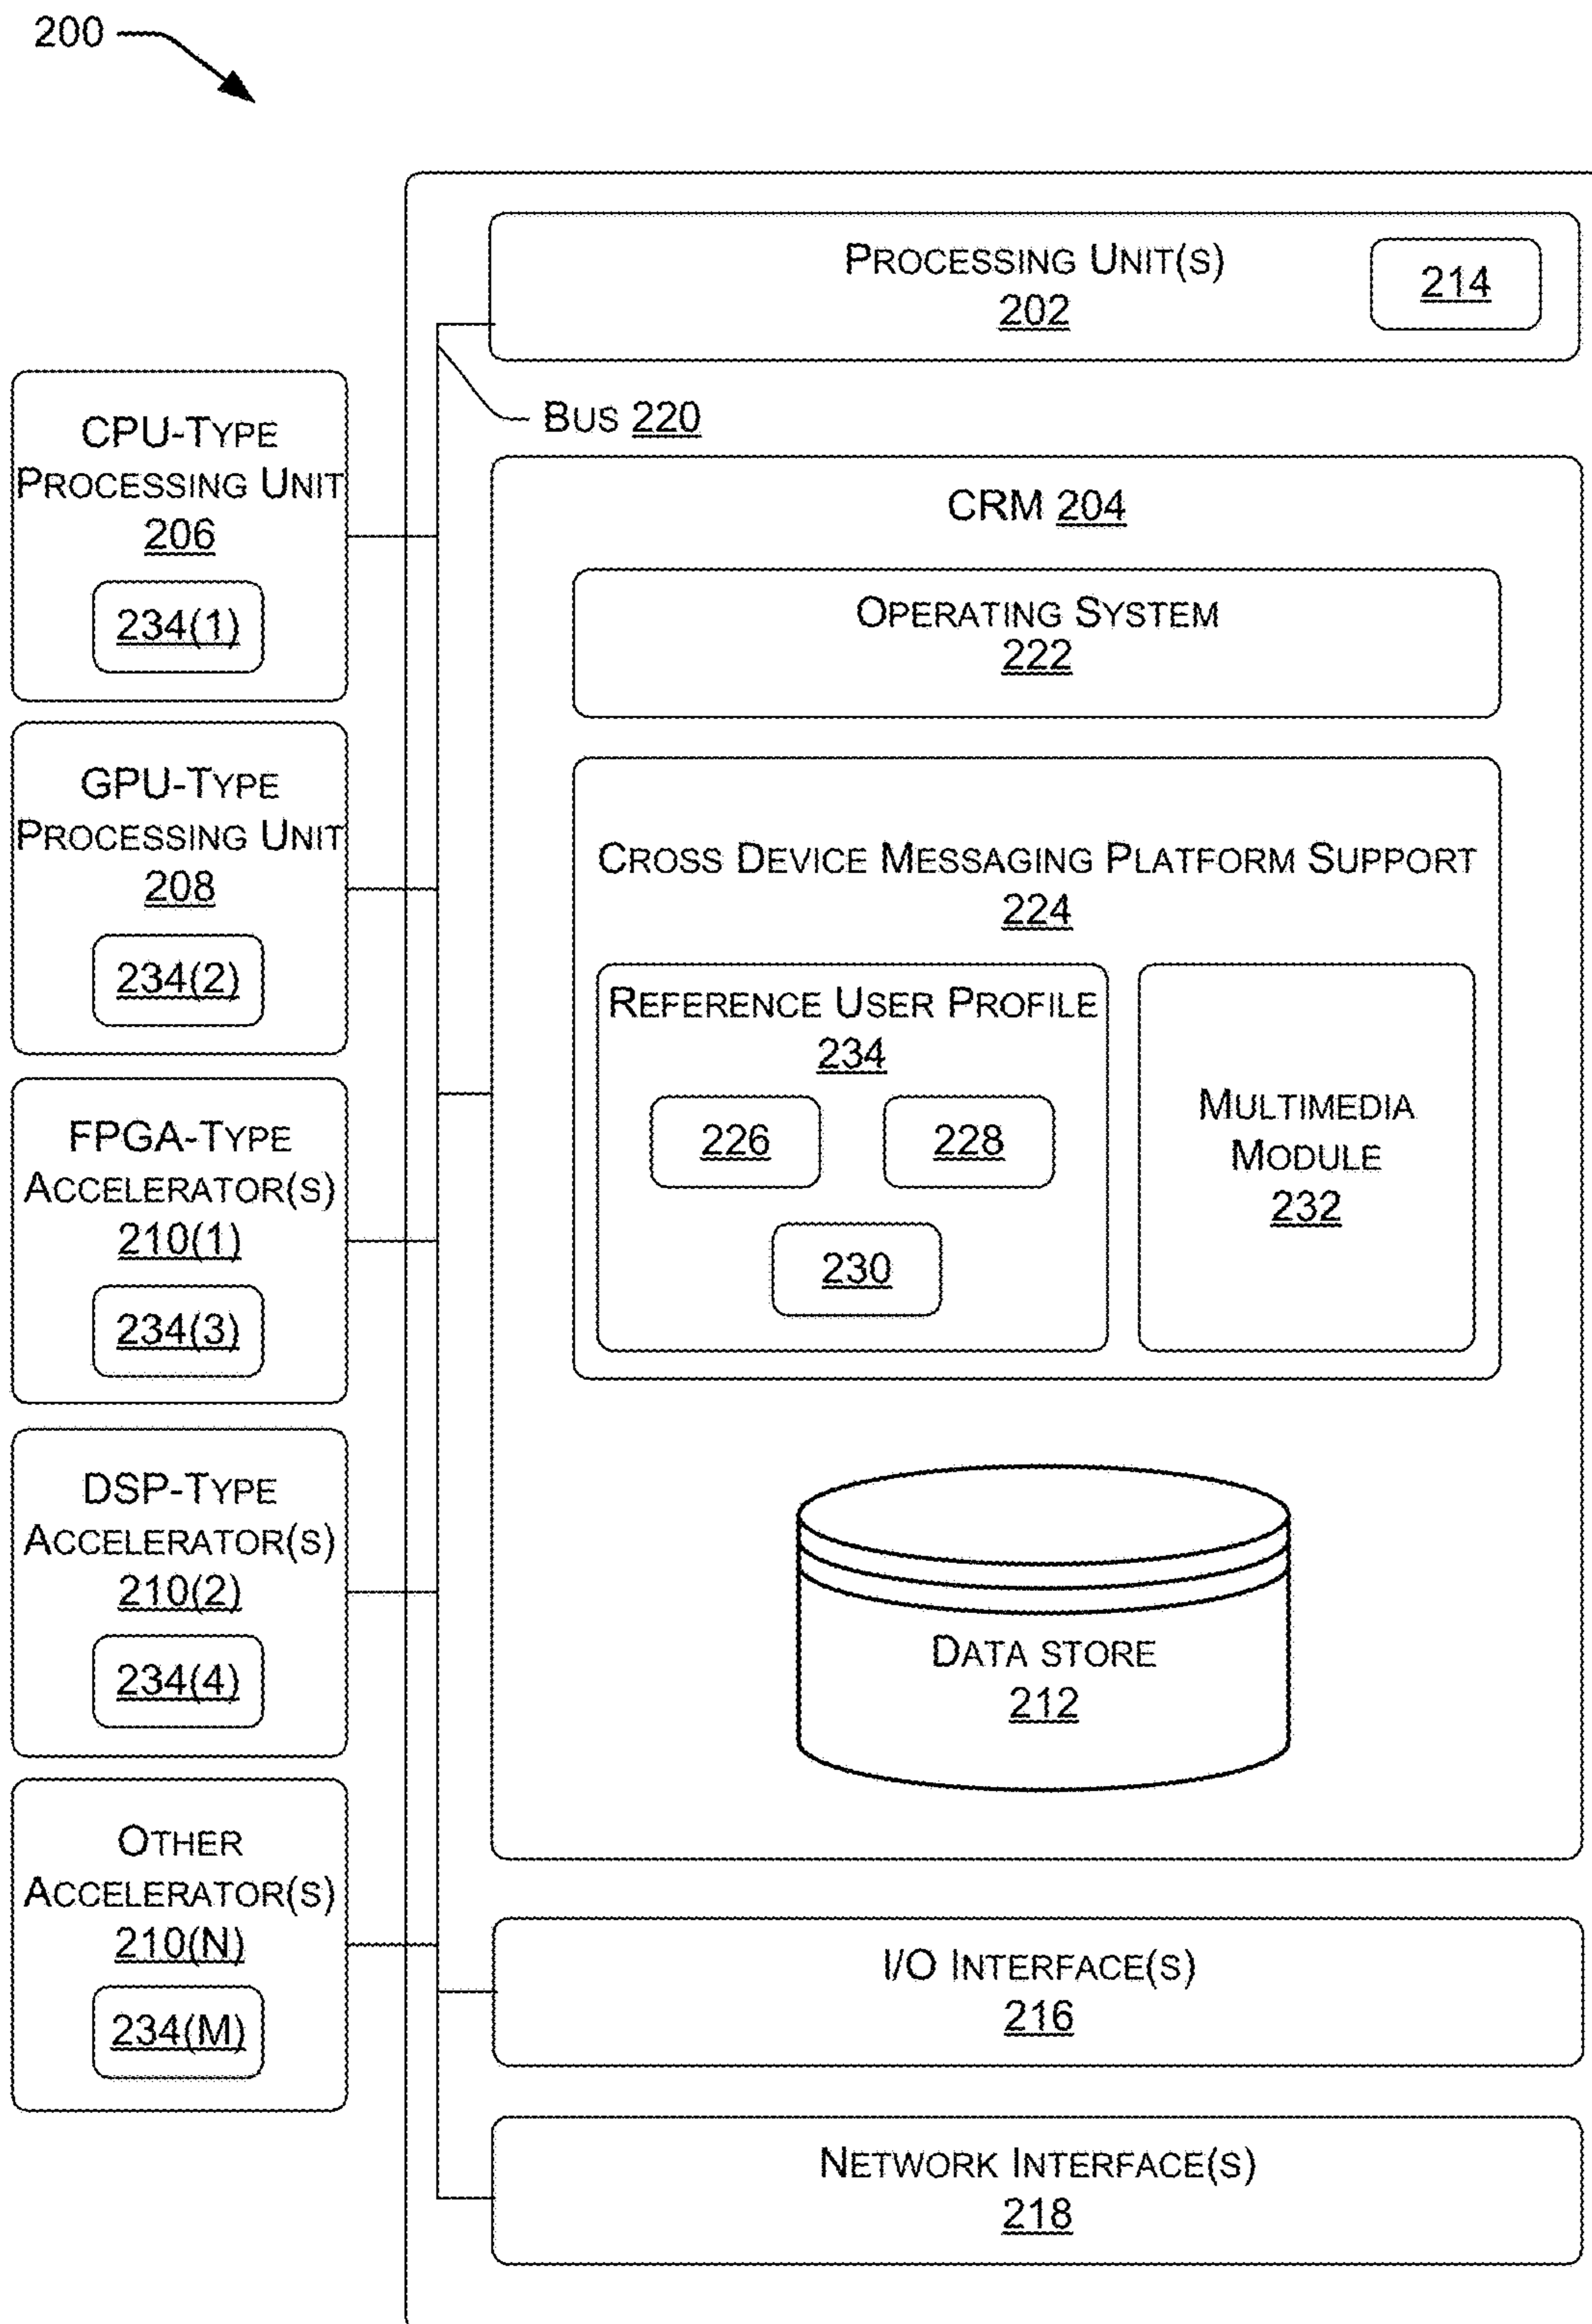 200
PROCESSING UNIT(S)
202
214
BUS 220
CPU-TYPE
PROCESSING UNIT
206
234(1)
GPU-TYPE
PROCESSING UNIT
208
234(2)
FPGA-TYPE
ACCELERATOR(S)
210(1)
234(3)
DSP-TYPE
ACCELERATOR(S)
210(2)
234(4)
OTHER
ACCELERATOR(S)
210(N)
234(M)
CRM 204
OPERATING SYSTEM
222
CROSS DEVICE MESSAGING PLATFORM SUPPORT
224
REFERENCE USER PROFILE
234
226
228
230
MULTIMEDIA
MODULE
232
DATA STORE
212
I/O INTERFACE(S)
216
NETWORK INTERFACE(S)
218